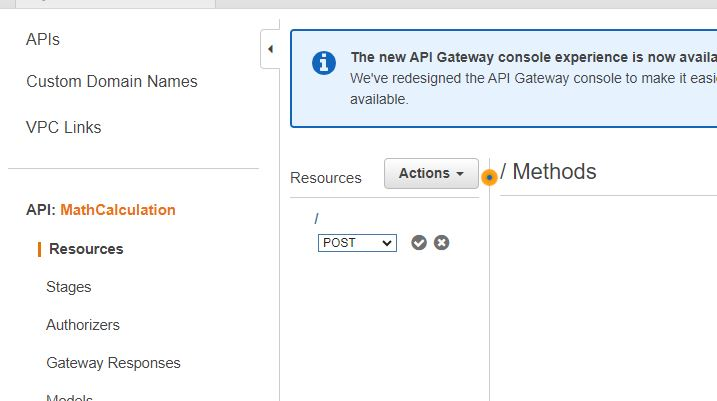 APIs
Custom Domain Names
VPC Links
API: MathCalculation
Resources
Stages
Authorizers
Gateway Responses
Models
The new API Gateway console experience is now availa
We've redesigned the API Gateway console to make it easi
available.
Resources
Actions
/ Methods
/
POST